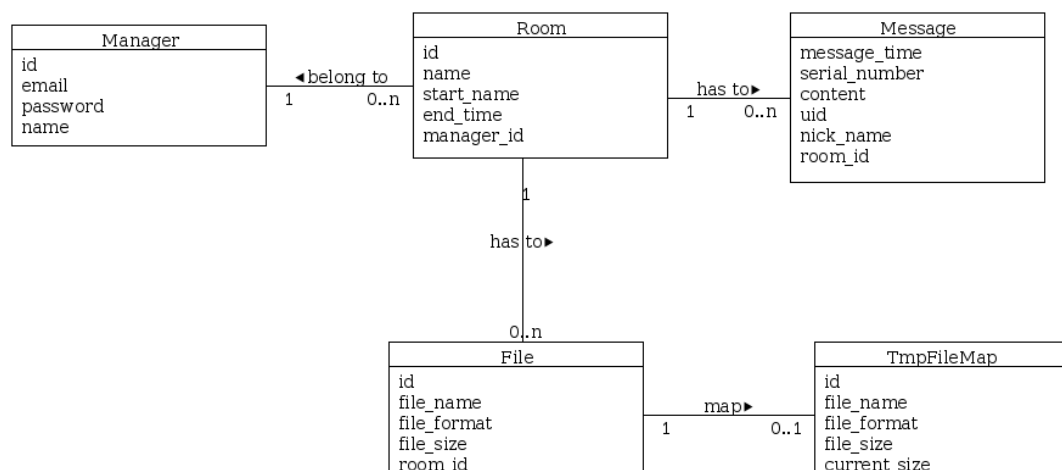 Manager
id
email
password
name
◄belong to
1
0..n
Room
id
name
start_name
end_time
manager_id
has to►
1
0..n
Message
message_time
serial_number
content
uid
nick_name
room_id
1
has to►
0..n
File
id
file_name
file_format
file_size
room_id
map►
1
0..1
TmpFileMap
id
file_name
file_format
file_size
current_size